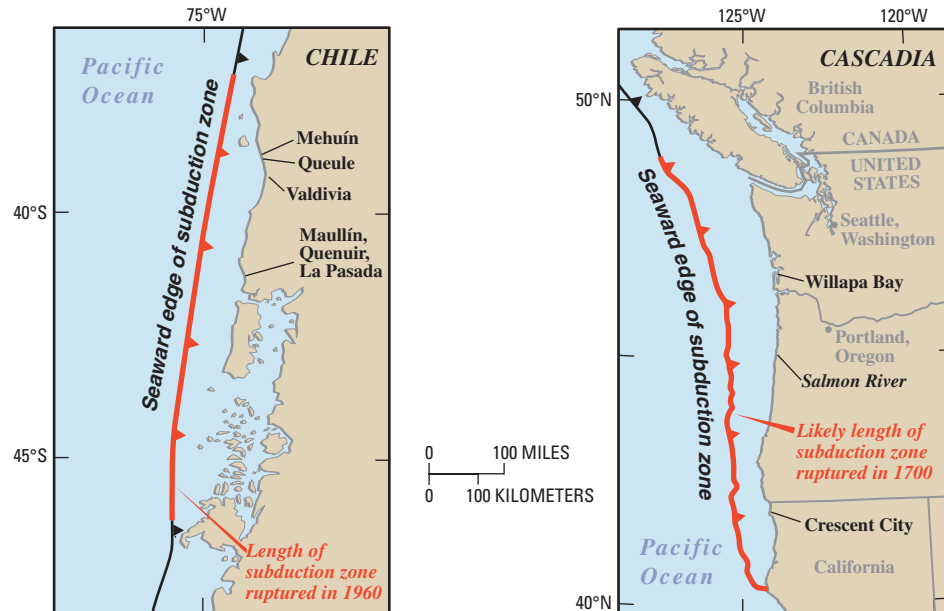 75°W
CHILE
Pacific
Ocean
Seaward edge of subduction zone
Mehuín
Queule
Valdivia
40°S
Maullín,
Quenuir,
La Pasada
45°S
Length of
subduction zone
ruptured in 1960
0 100 MILES
0 100 KILOMETERS
125°W 120°W
CASCADIA
50°N
British
Columbia
CANADA
UNITED
STATES
Seaward edge of subduction zone
Seattle,
Washington
Willapa Bay
Portland,
Oregon
Salmon River
Likely length of
subduction zone
ruptured in 1700
Crescent City
Pacific
Ocean
California
40°N